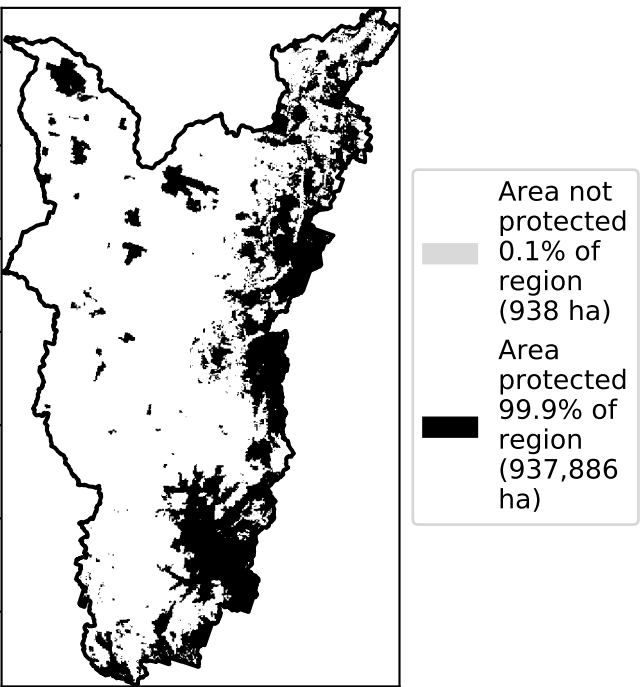 Area not
protected
0.1% of
region
(938 ha)
Area
protected
99.9% of
region
(937,886
ha)